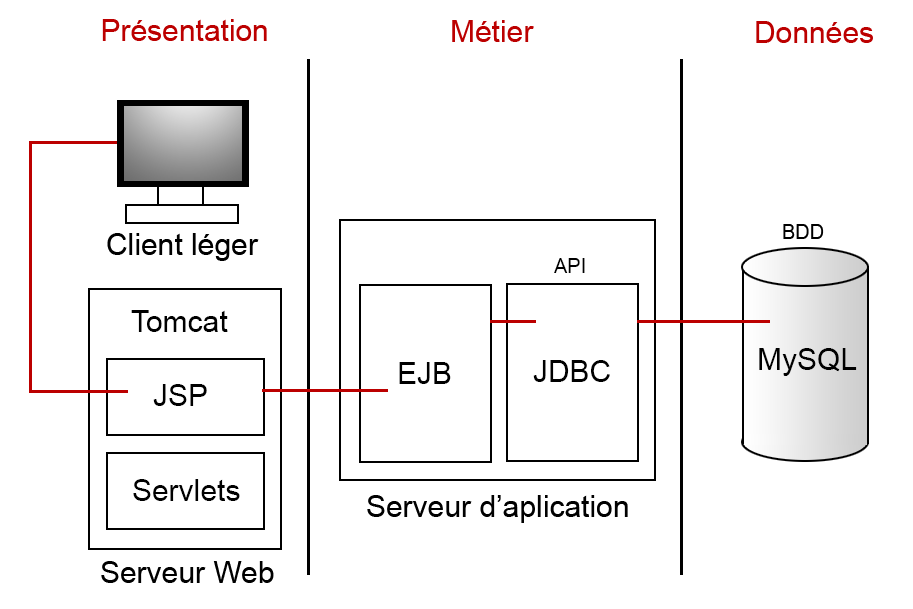 Présentation
Métier
Données
Client léger
Tomcat
JSP
Servlets
Serveur Web
API
EJB
JDBC
Serveur d’aplication
BDD
MySQL